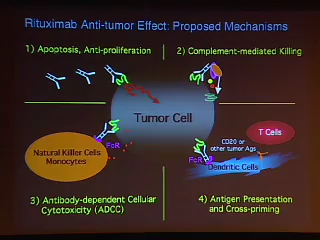 Rituximab Anti-tumor Effect: Proposed Mechanisms
1) Apoptosis, Anti-proliferation
2) Complement-mediated Killing
Tumor Cell
T Cells
FcR
CD20 or
other tumor Ags
Natural Killer Cells
Monocytes
FcR
Dendritic Cells
3) Antibody-dependent Cellular
Cytotoxicity (ADCC)
4) Antigen Presentation
and Cross-priming